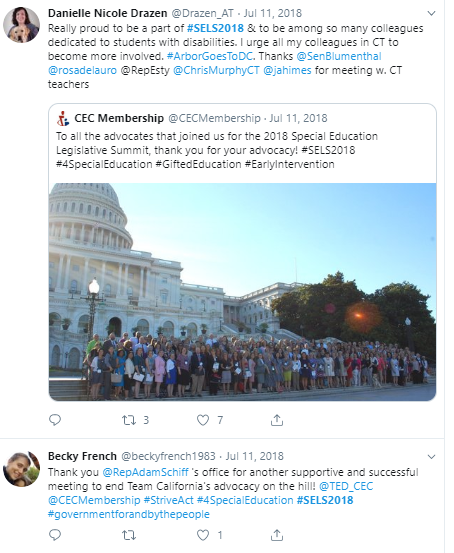 Danielle Nicole Drazen @Drazen_AT · Jul 11, 2018
Really proud to be a part of #SELS2018 & to be among so many colleagues
dedicated to students with disabilities. I urge all my colleagues in CT to
become more involved. #ArborGoesToDC. Thanks @SenBlumenthal
@rosadelauro @RepEsty @ChrisMurphyCT @jahimes for meeting w. CT
teachers
CEC Membership @CECMembership · Jul 11, 2018
To all the advocates that joined us for the 2018 Special Education
Legislative Summit, thank you for your advocacy! #SELS2018
#4SpecialEducation #GiftedEducation #EarlyIntervention
3 7
Becky French @beckyfrench1983 · Jul 11, 2018
Thank you @RepAdamSchiff 's office for another supportive and successful
meeting to end Team California's advocacy on the hill! @TED_CEC
@CECMembership #StriveAct #4SpecialEducation #SELS2018
#governmentforandbythepeople
1